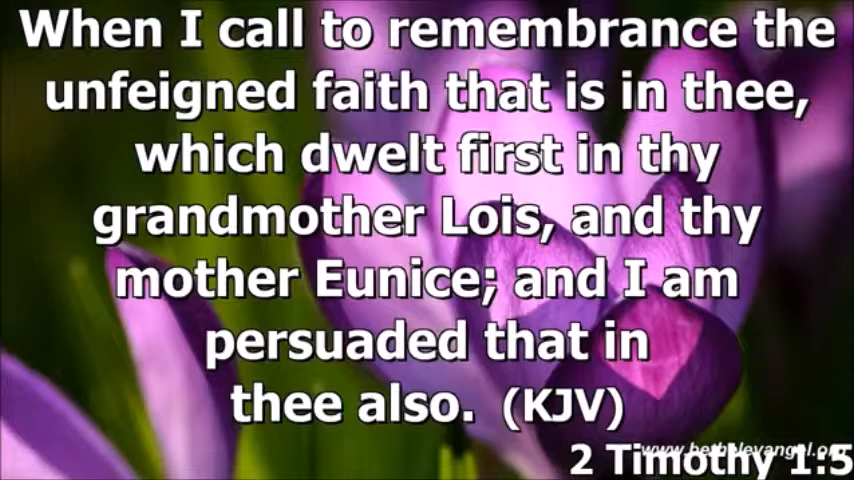 When I call to remembrance the
unfeigned faith that is in thee,
which dwelt first in thy
grandmother Lois, and thy
mother Eunice; and I am
persuaded that in
thee also. (KJV)
2 Timothy 1:5